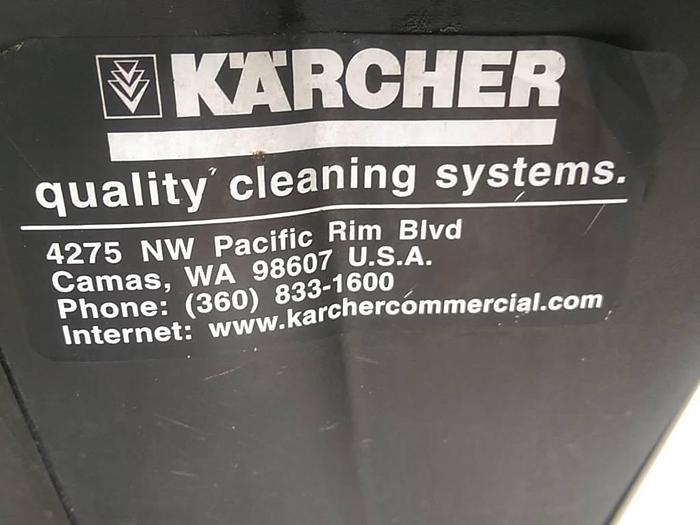 KÄRCHER
quality cleaning systems.
4275 NW Pacific Rim Blvd
Camas, WA 98607 U.S.A.
Phone: (360) 833-1600
Internet: www.karchercommercial.com